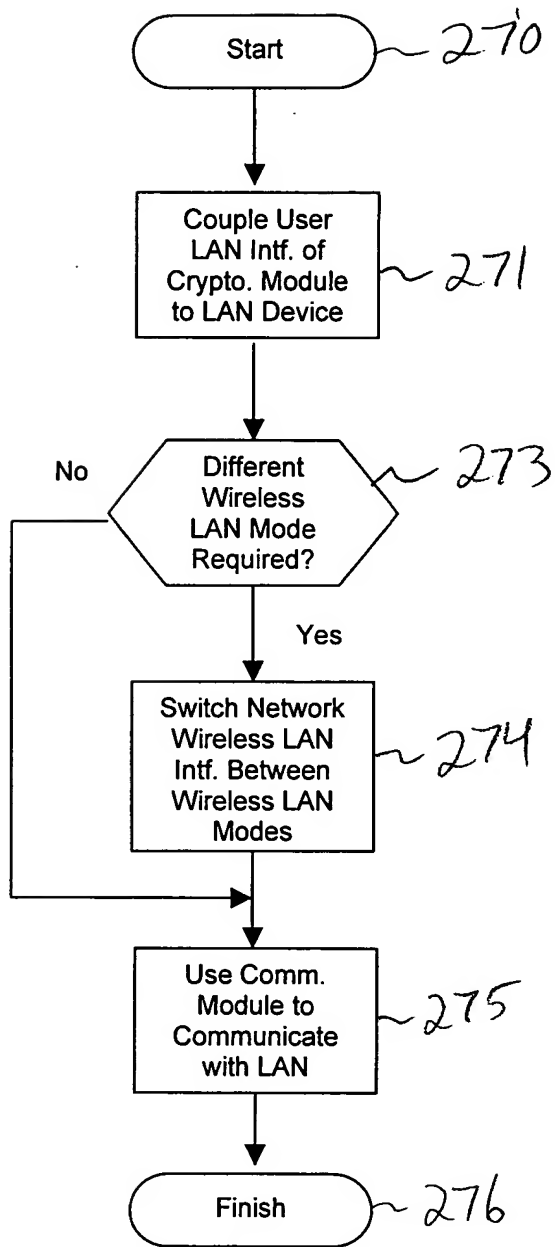 Start
270
Couple User
LAN Intf. of
Crypto. Module
to LAN Device
271
No
Different
Wireless
LAN Mode
Required?
273
Yes
Switch Network
Wireless LAN
Intf. Between
Wireless LAN
Modes
274
Use Comm.
Module to
Communicate
with LAN
275
Finish
276